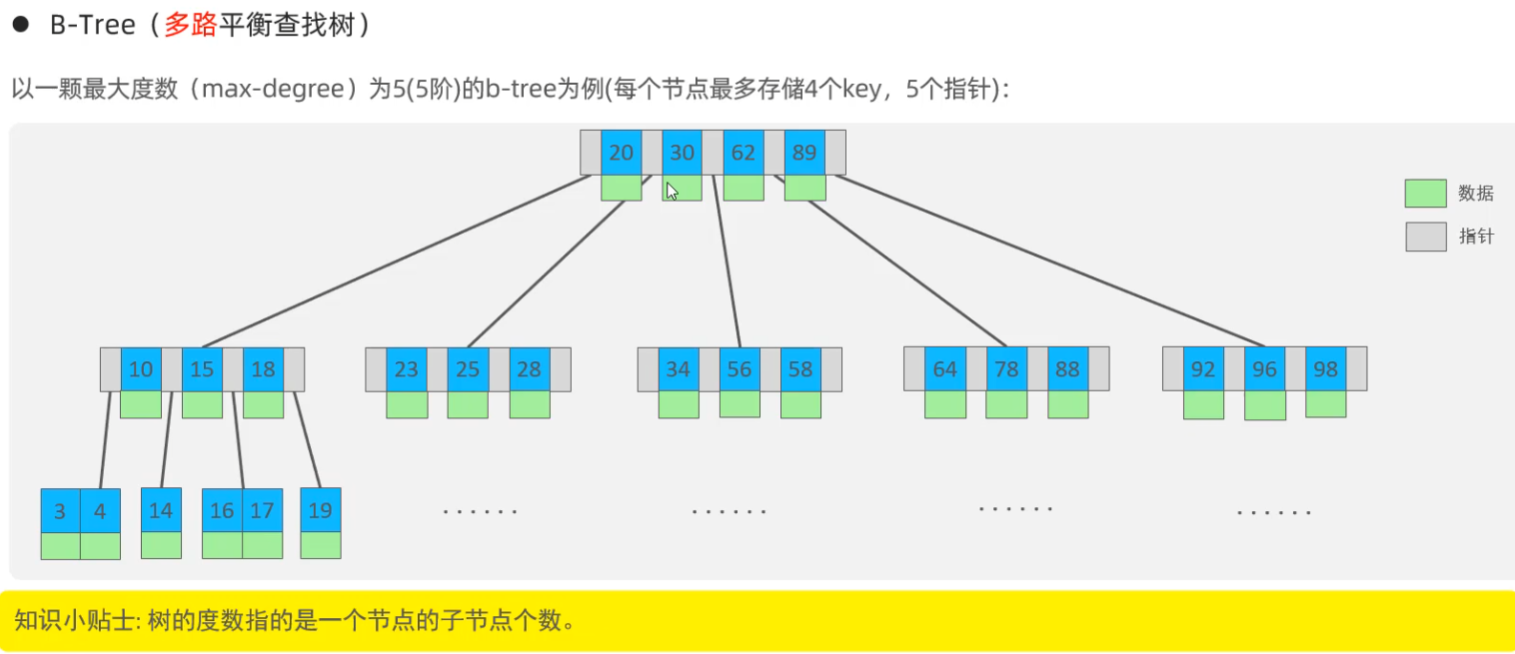 ● B-Tree（多路平衡查找树）
以一颗最大度数（max-degree）为5(5阶)的b-tree为例(每个节点最多存储4个key，5个指针)：
20 30 62 89
数据
指针
10 15 18 23 25 28 34 56 58 64 78 88 92 96 98
3 4 14 16 17 19 ······ ······ ······ ······
知识小贴士: 树的度数指的是一个节点的子节点个数。